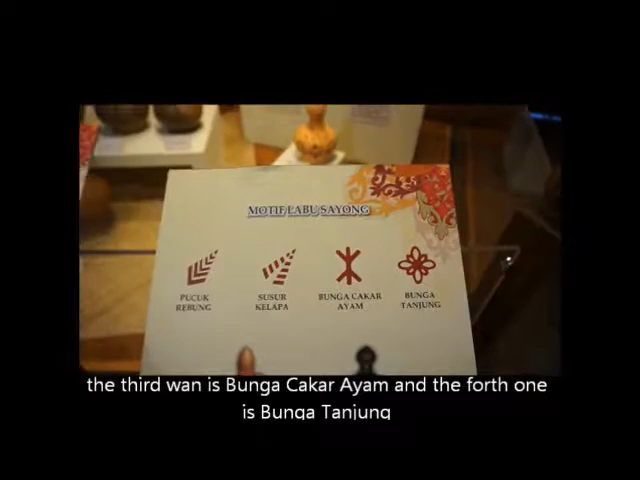 MOTIF LABU SAYONG
PUCUK
REBUNG
SUSUR
KELAPA
BUNGA CAKAR
AYAM
BUNGA
TANJUNG
the third wan is Bunga Cakar Ayam and the forth one
is Bunga Tanjung